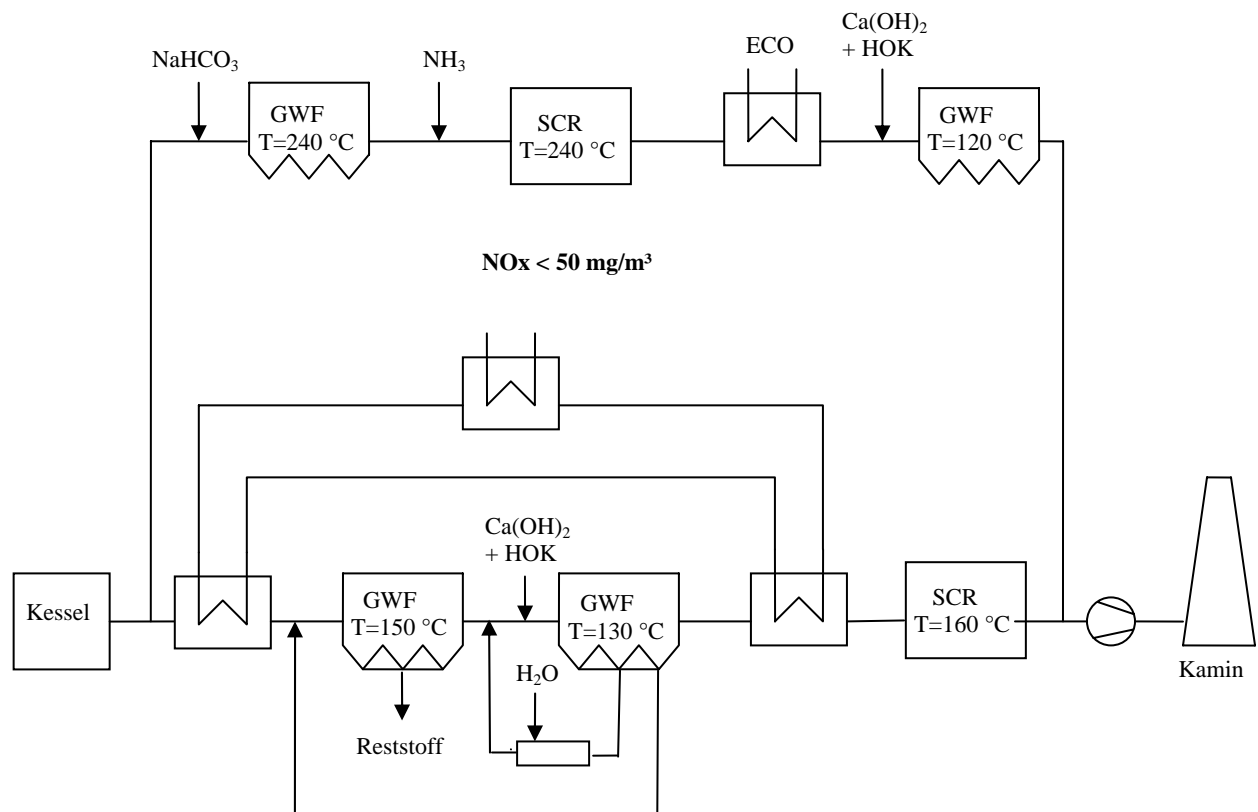 NaHCO₃
NH₃
ECO
Ca(OH)₂
+ HOK
GWF
T=240 °C
SCR
T=240 °C
GWF
T=120 °C
NOx < 50 mg/m³
Kessel
GWF
T=150 °C
Ca(OH)₂
+ HOK
GWF
T=130 °C
SCR
T=160 °C
H₂O
Reststoff
Kamin